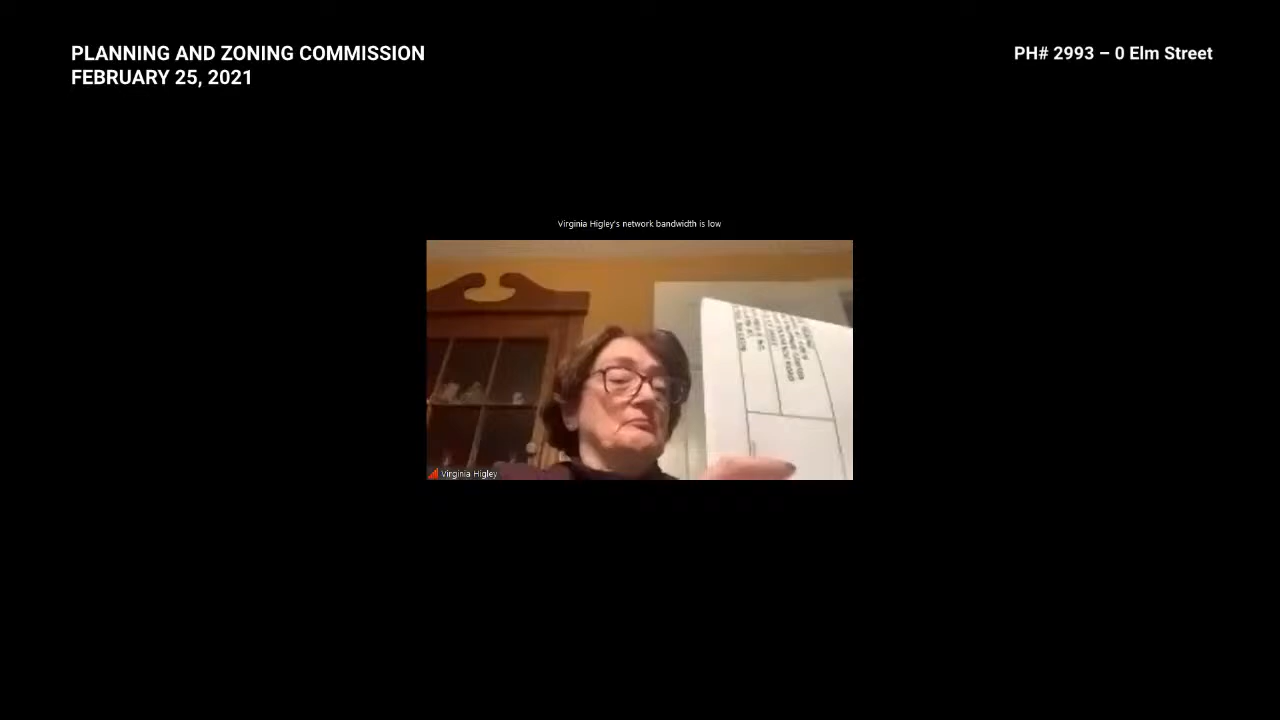 PLANNING AND ZONING COMMISSION
FEBRUARY 25, 2021
PH# 2993 – 0 Elm Street
Virginia Higley's network bandwidth is low
Virginia Higley